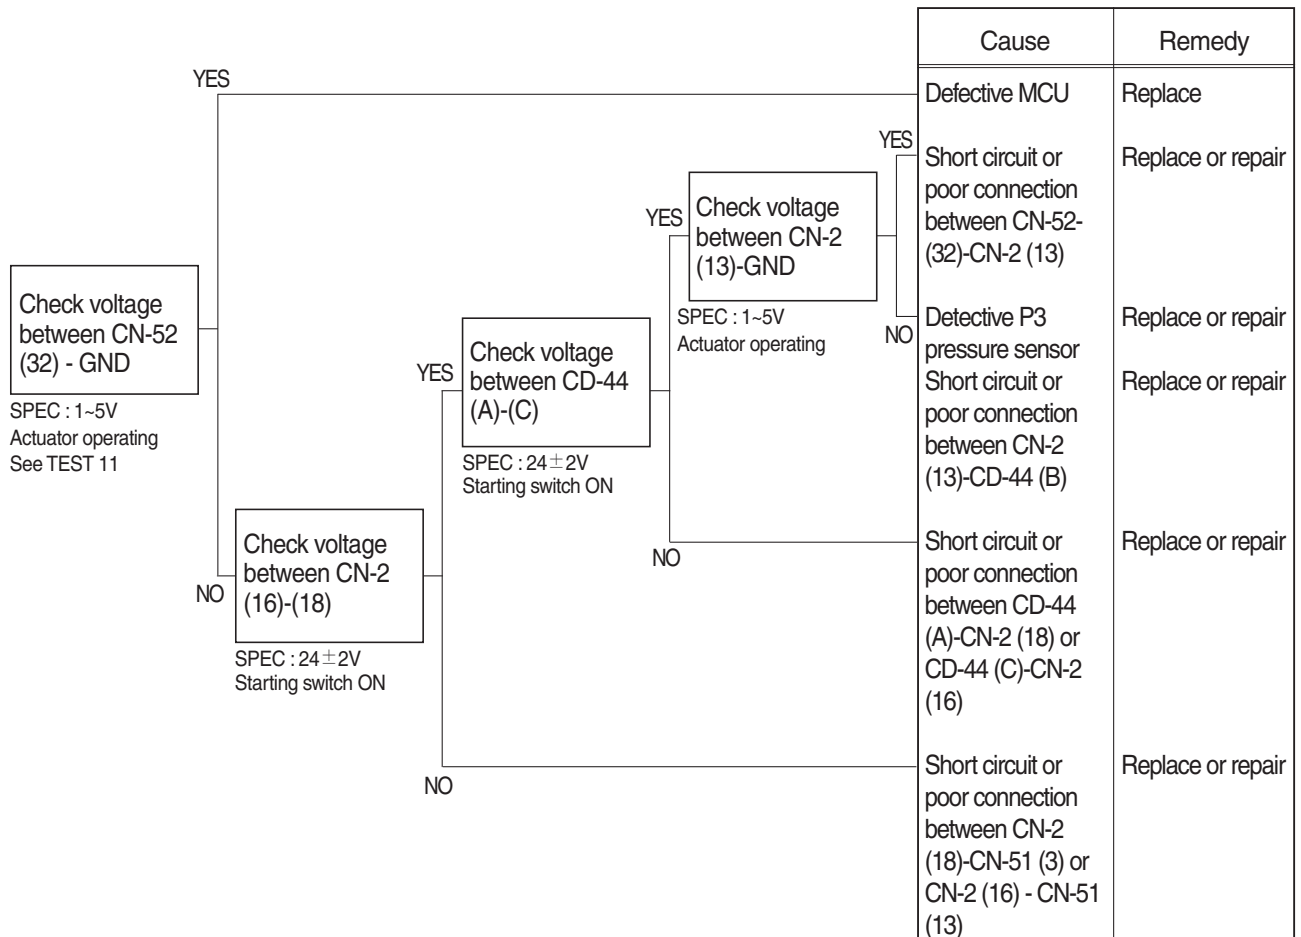 Cause
Remedy
YES
Defective MCU
Replace
YES
Short circuit or
poor connection
between CN-52-
(32)-CN-2 (13)
Replace or repair
YES
Check voltage
between CN-2
(13)-GND
SPEC : 1~5V
Actuator operating
NO
Detective P3
pressure sensor
Replace or repair
Short circuit or
poor connection
between CN-2
(13)-CD-44 (B)
Replace or repair
Check voltage
between CN-52
(32) - GND
SPEC : 1~5V
Actuator operating
See TEST 11
YES
Check voltage
between CD-44
(A)-(C)
SPEC : 24±2V
Starting switch ON
NO
Short circuit or
poor connection
between CD-44
(A)-CN-2 (18) or
CD-44 (C)-CN-2
(16)
Replace or repair
NO
Check voltage
between CN-2
(16)-(18)
SPEC : 24±2V
Starting switch ON
NO
Short circuit or
poor connection
between CN-2
(18)-CN-51 (3) or
CN-2 (16) - CN-51
(13)
Replace or repair